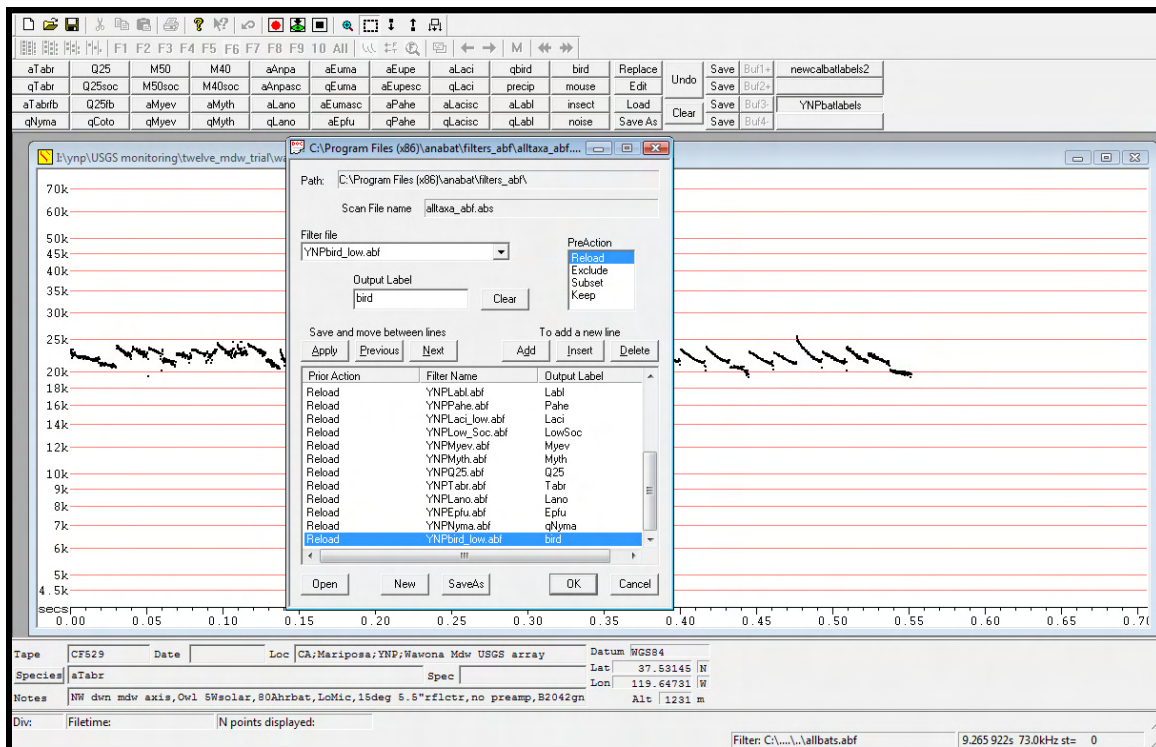 F1 F2 F3 F4 F5 F6 F7 F8 F9 10 All M
aTabr Q25 M50 M40 aAnpa aEuma aEupe aLaci qbird bird Replace Undo Save Buf1+ newcalbatlabels2
qTabr Q25soc M50soc M40soc aAnpasc qEuma aEupesc qLaci precip mouse Edit Save Buf2+
aTabrfb Q25fb aMyev aMyth aLano aEumasc aPahe aLacisc aLabl insect Load Clear Save Buf3- YNPbatlabels
qNyma qCoto qMyev qMyth qLano aEpfu qPahe qLacisc qLabl noise Save As Save Buf4-
I:\ynp\USGS monitoring\twelve_mdw_trial\wa
C:\Program Files (x86)\anabat\filters_abf\alltaxa_abf....
Path: C:\Program Files (x86)\anabat\filters_abf\
Scan File name alltaxa_abf.abs
Filter file
YNPbird_low.abf
PreAction
Reload
Exclude
Subset
Keep
Output Label
bird
Clear
Save and move between lines
To add a new line
Apply Previous Next Add Insert Delete
Prior Action Filter Name Output Label
Reload YNPLabl.abf Labl
Reload YNPPahe.abf Pahe
Reload YNPLaci_low.abf Laci
Reload YNPLow_Soc.abf LowSoc
Reload YNPMyev.abf Myev
Reload YNPMyth.abf Myth
Reload YNPQ25.abf Q25
Reload YNPTabr.abf Tabr
Reload YNPLano.abf Lano
Reload YNPEpfu.abf Epfu
Reload YNPNyma.abf qNyma
Reload YNPbird_low.abf bird
Open New SaveAs OK Cancel
70k
60k
50k
45k
40k
35k
30k
25k
20k
18k
16k
14k
12k
10k
9k
8k
7k
6k
5k
4.5k
secs
0.00 0.05 0.10 0.15 0.20 0.25 0.30 0.35 0.40 0.45 0.50 0.55 0.60 0.65 0.70
Tape CF529 Date Loc CA;Mariposa;YNP;Wawona Mdw USGS array Datum WGS84
Species aTabr Spec Lat 37.53145 N
Lon 119.64731 W
Notes NW dwn mdw axis,Owl 5Wsolar,80Ahrbat,LoMic,15deg 5.5"rflctr,no preamp,B2042gn Alt 1231 m
Div: Filetime: N points displayed:
Filter: C:\....\..\allbats.abf 9.265 922s 73.0kHz st= 0